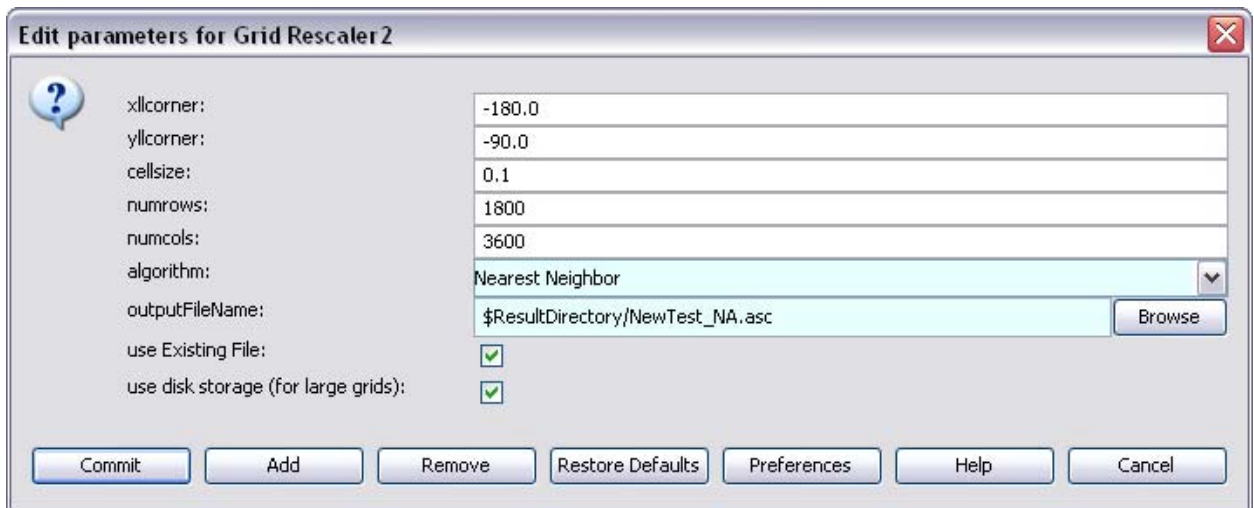 Edit parameters for Grid Rescaler2
?
xllcorner: -180.0
yllcorner: -90.0
cellsize: 0.1
numrows: 1800
numcols: 3600
algorithm: Nearest Neighbor
outputFileName: $ResultDirectory/NewTest_NA.asc Browse
use Existing File:
use disk storage (for large grids):
Commit Add Remove Restore Defaults Preferences Help Cancel